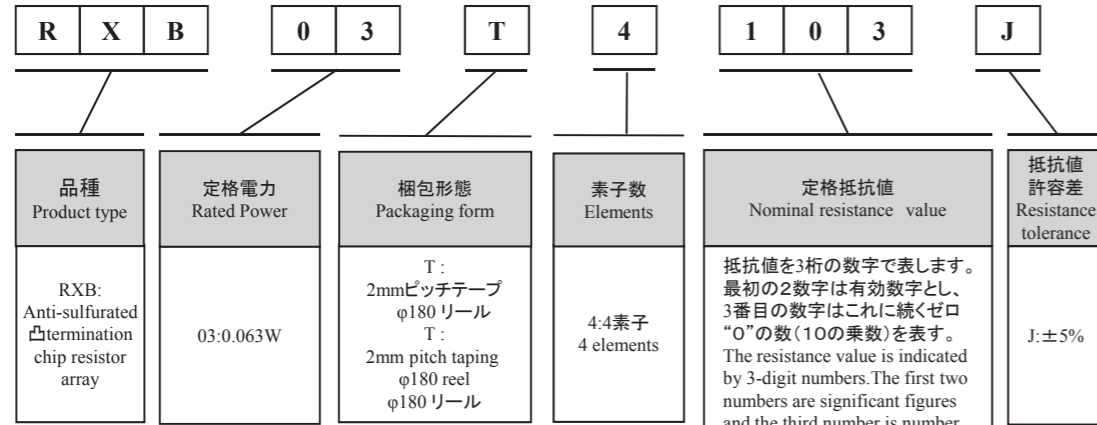 R X B 0 3 T 4 1 0 3 J
品種
Product type
RXB:
Anti-sulfurated
凸termination
chip resistor
array
定格電力
Rated Power
03:0.063W
梱包形態
Packaging form
T :
2mmピッチテープ
φ180 リール
T :
2mm pitch taping
φ180 reel
φ180 リール
素子数
Elements
4:4素子
4 elements
定格抵抗値
Nominal resistance value
抵抗値を3桁の数字で表します。
最初の2数字は有効数字とし、
3番目の数字はこれに続くゼロ
“0”の数(10の乗数)を表す。
The resistance value is indicated
by 3-digit numbers.The first two
numbers are significant figures
and the third number is number
抵抗値
許容差
Resistance
tolerance
J:±5%